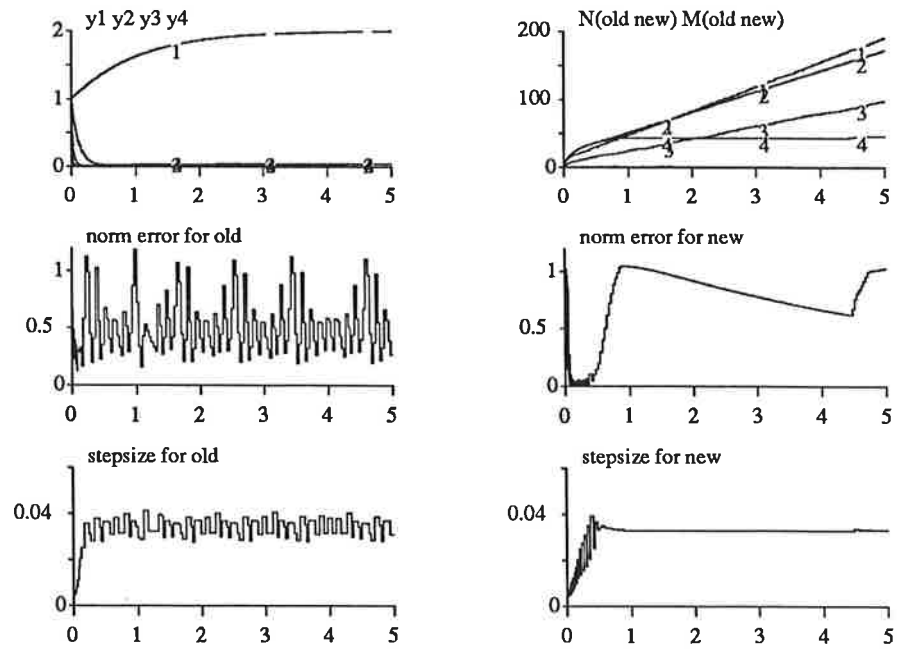 y1 y2 y3 y4
2
1
0
1
0 1 2 3 4 5
N(old new) M(old new)
200
100
0
1
2
1
2
2
3
3
3
4
4
4
0 1 2 3 4 5
norm error for old
1
0.5
0
0 1 2 3 4 5
norm error for new
1
0.5
0
0 1 2 3 4 5
stepsize for old
0.04
0
0 1 2 3 4 5
stepsize for new
0.04
0
0 1 2 3 4 5